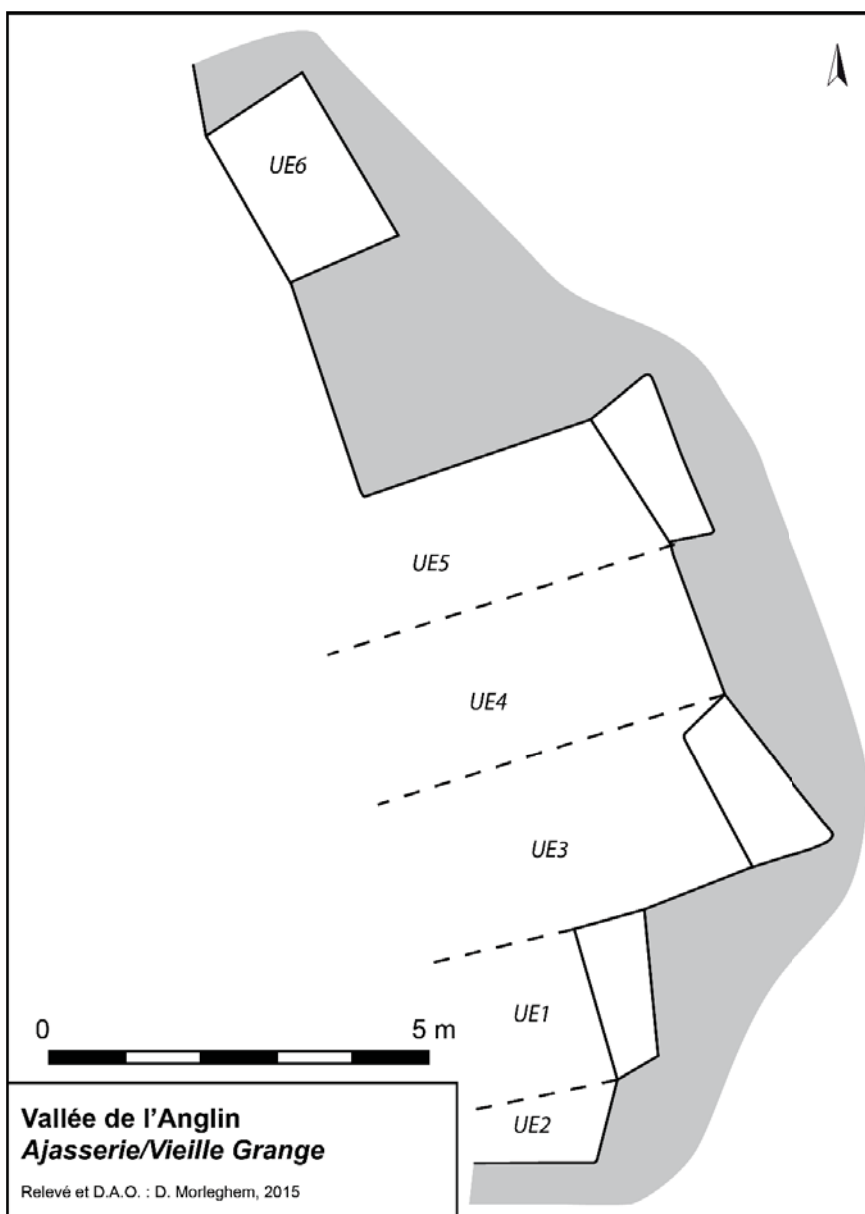 UE6
UE5
UE4
UE3
UE1
UE2
0 5 m
Vallée de l'Anglin
Ajasserie/Vieille Grange
Relevé et D.A.O. : D. Morleghem, 2015